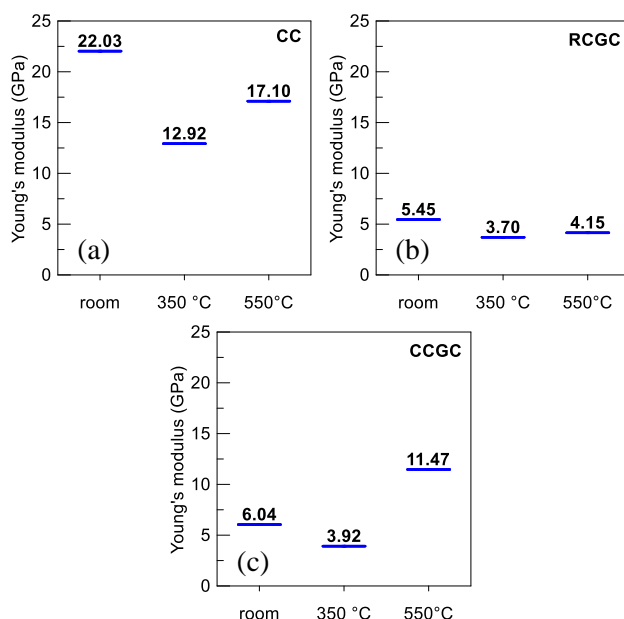 CC
Young's modulus (GPa)
25
20
15
10
5
0
22.03
12.92
17.10
(a)
room
350 °C
550°C
RCGC
Young's modulus (GPa)
25
20
15
10
5
0
5.45
3.70
4.15
(b)
room
350 °C
550°C
CCGC
Young's modulus (GPa)
25
20
15
10
5
0
6.04
3.92
11.47
(c)
room
350 °C
550°C